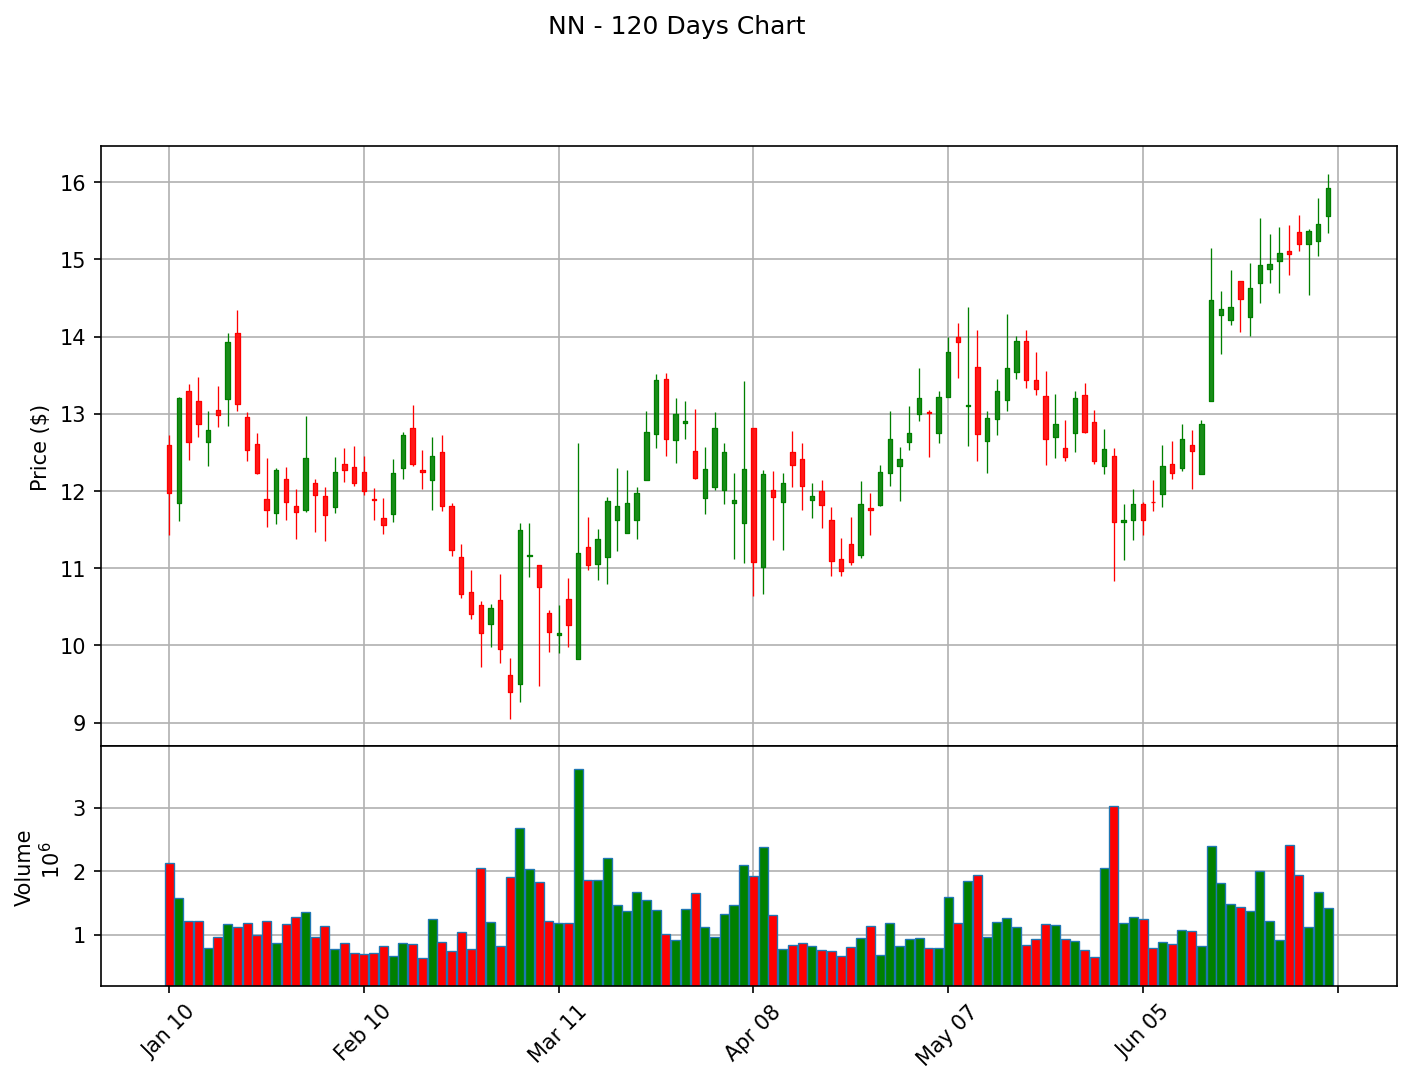 NN - 120 Days Chart
Price ($)
16
15
14
13
12
11
10
9
Volume
10^6
3
2
1
Jan 10
Feb 10
Mar 11
Apr 08
May 07
Jun 05